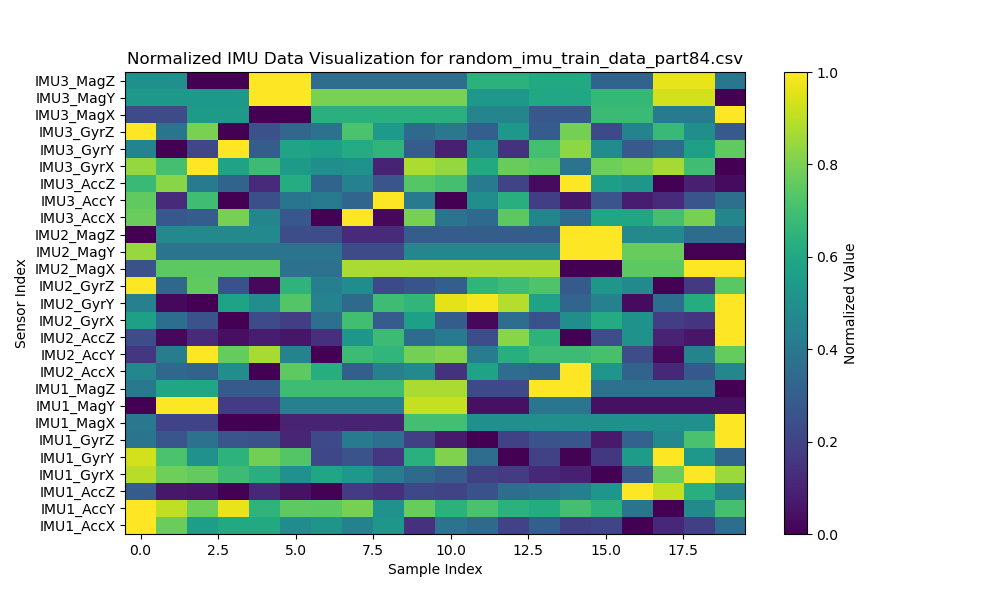 Normalized IMU Data Visualization for random_imu_train_data_part84.csv
IMU3_MagZ
IMU3_MagY
IMU3_MagX
IMU3_GyrZ
IMU3_GyrY
IMU3_GyrX
IMU3_AccZ
IMU3_AccY
IMU3_AccX
IMU2_MagZ
IMU2_MagY
IMU2_MagX
IMU2_GyrZ
IMU2_GyrY
IMU2_GyrX
IMU2_AccZ
IMU2_AccY
IMU2_AccX
IMU1_MagZ
IMU1_MagY
IMU1_MagX
IMU1_GyrZ
IMU1_GyrY
IMU1_GyrX
IMU1_AccZ
IMU1_AccY
IMU1_AccX
Sensor Index
0.0 2.5 5.0 7.5 10.0 12.5 15.0 17.5
Sample Index
1.0
0.8
0.6
0.4
0.2
0.0
Normalized Value